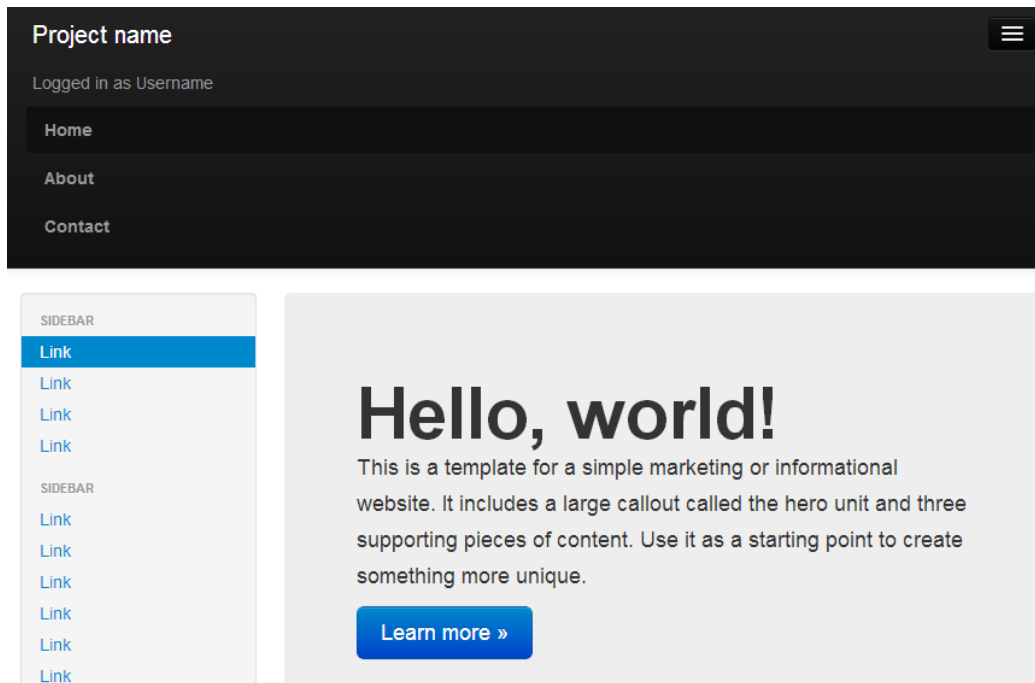 Project name
Logged in as Username
Home
About
Contact
SIDEBAR
Link
Link
Link
Link
SIDEBAR
Link
Link
Link
Link
Link
Link
Hello, world!
This is a template for a simple marketing or informational
website. It includes a large callout called the hero unit and three
supporting pieces of content. Use it as a starting point to create
something more unique.
Learn more »